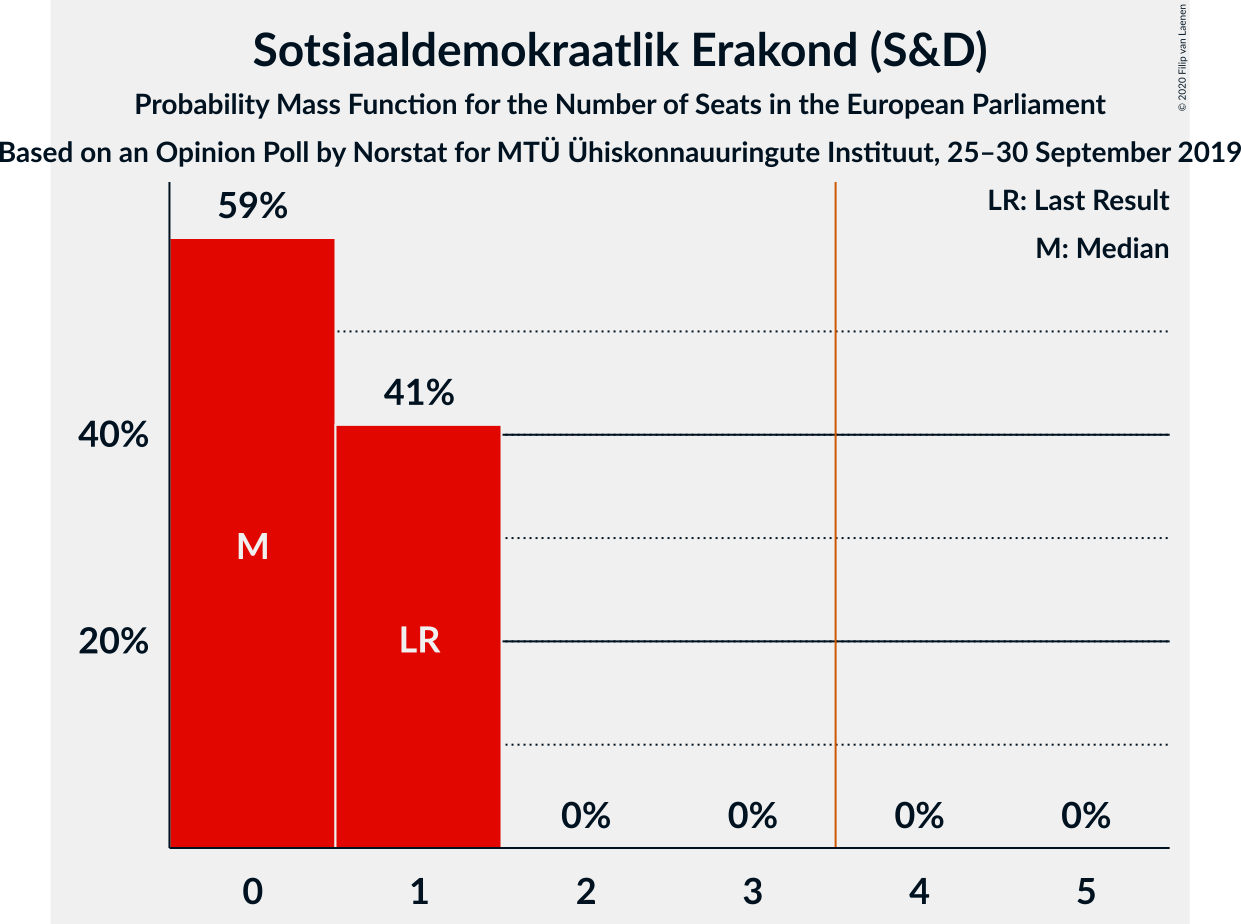 Sotsiaaldemokraatlik Erakond (S&D)
Probability Mass Function for the Number of Seats in the European Parliament
Based on an Opinion Poll by Norstat for MTÜ Ühiskonnauuringute Instituut, 25–30 September 2019
© 2020 Filip van Laenen
LR: Last Result
M: Median
59%
41%
40%
M
LR
20%
0% 0% 0% 0%
0 1 2 3 4 5